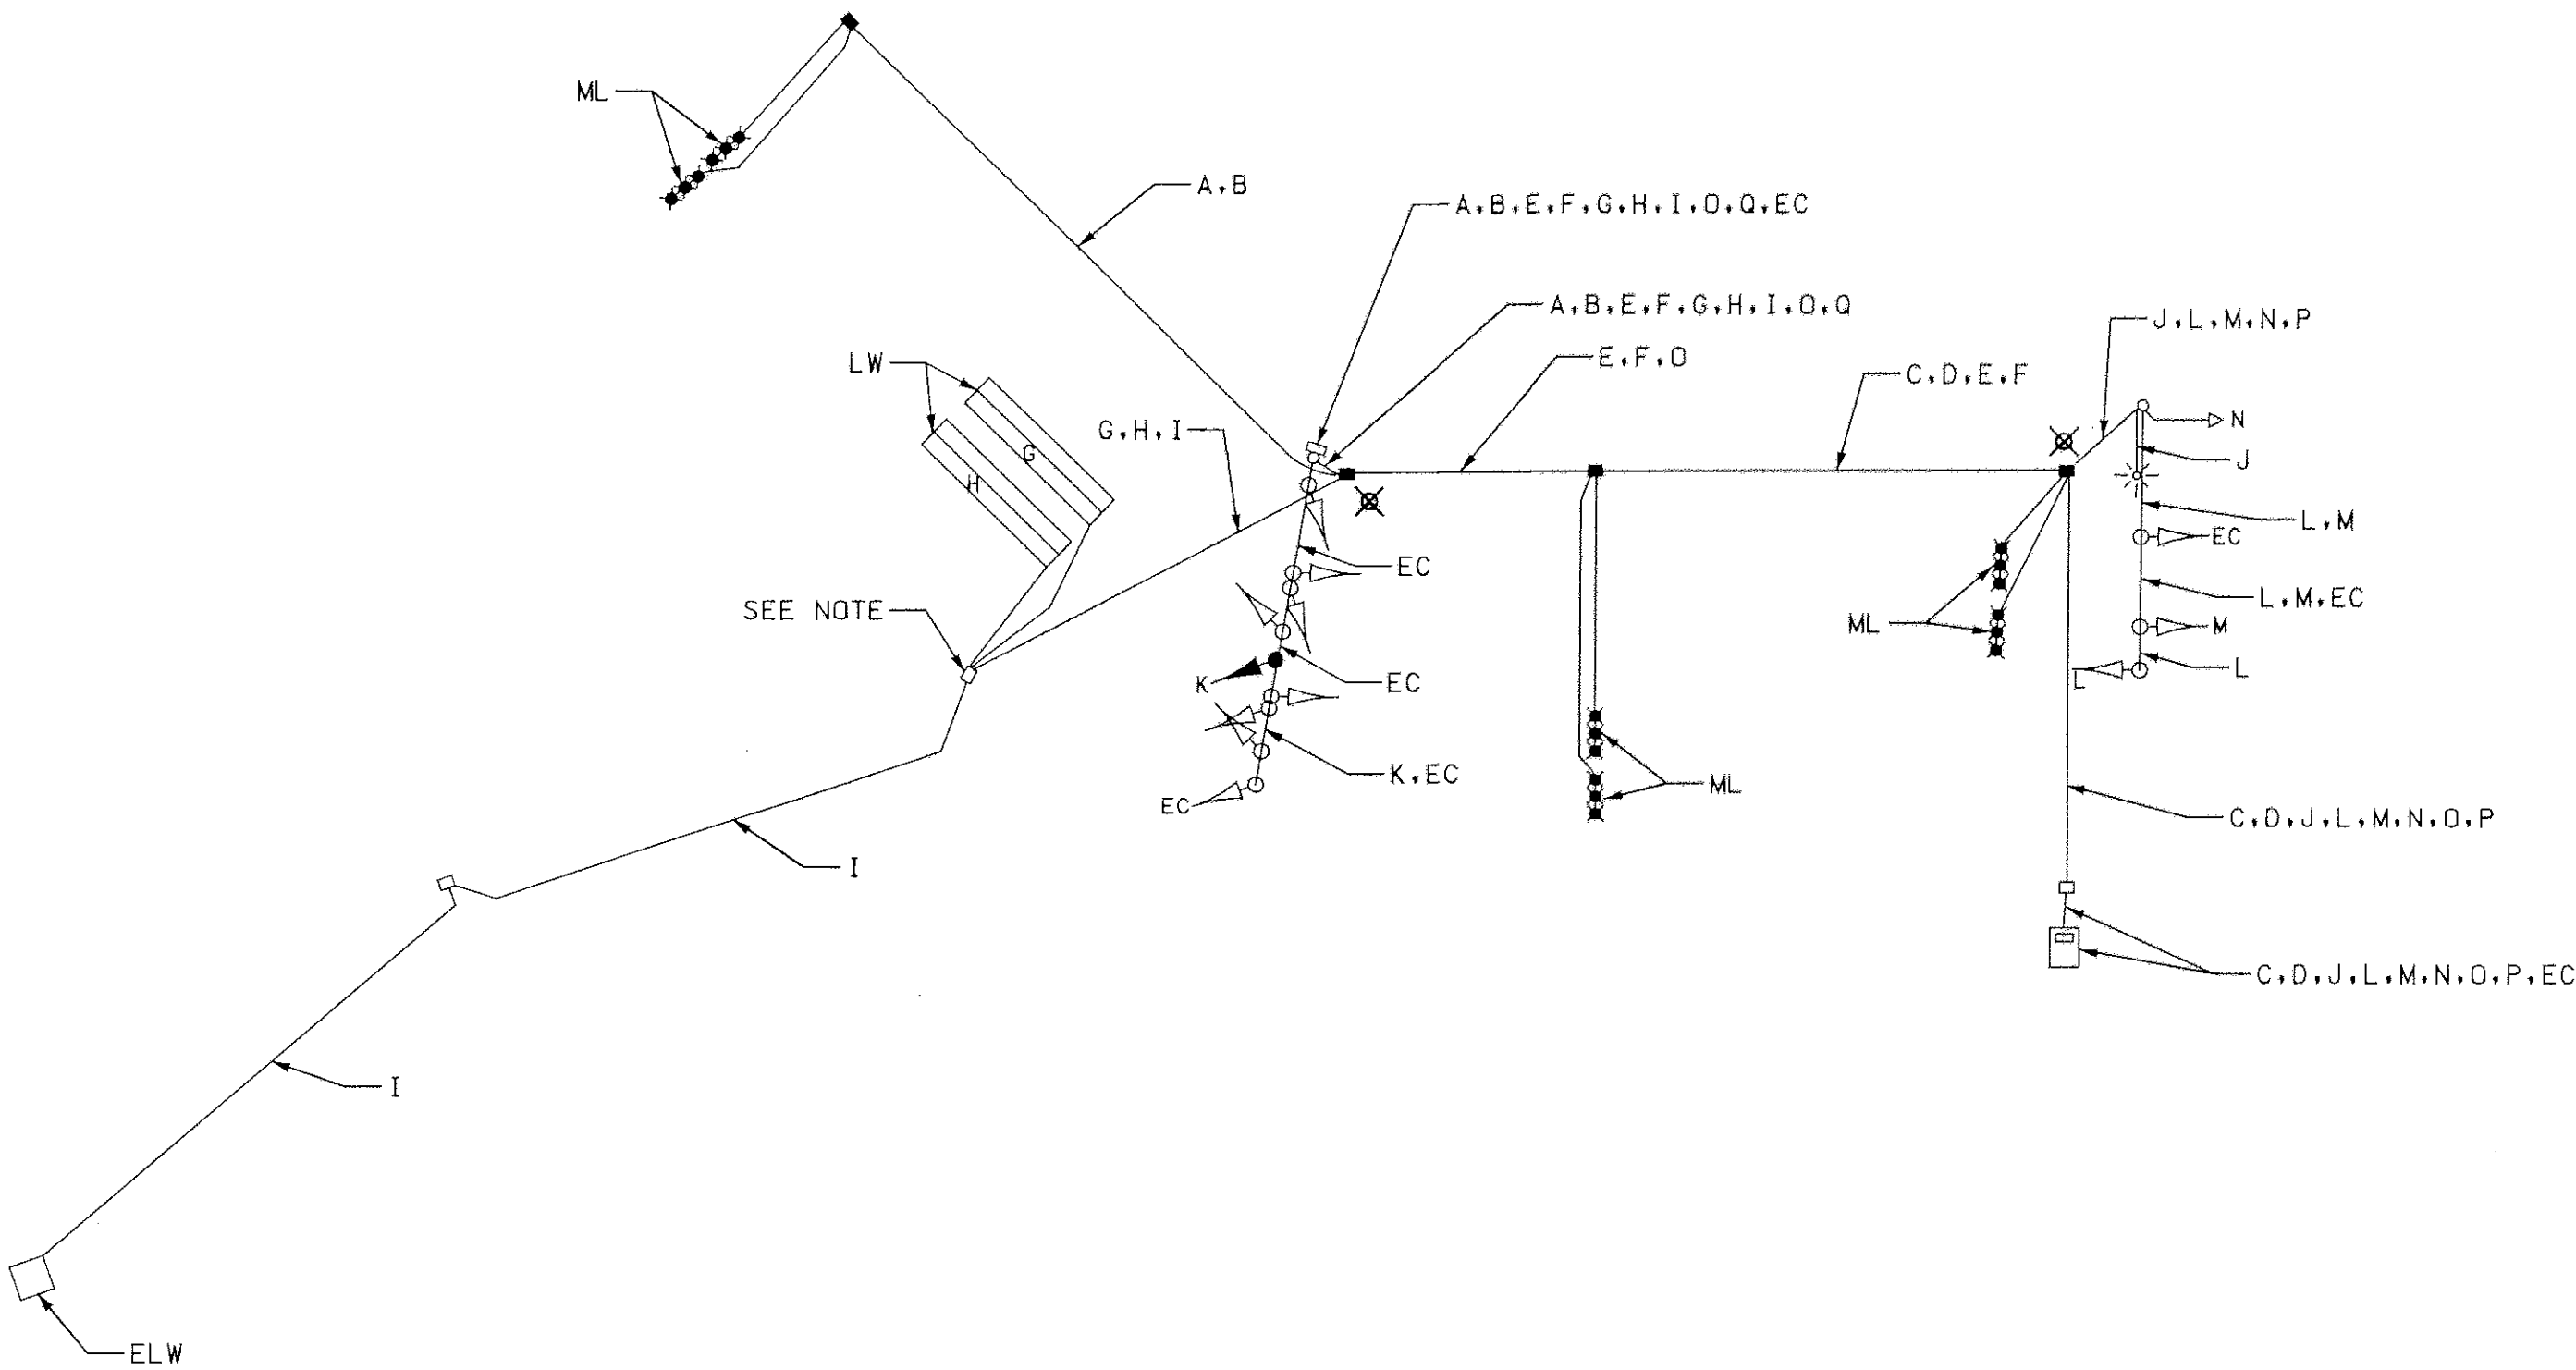 ML
A,B
A,B,E,F,G,H,I,O,Q,EC
A,B,E,F,G,H,I,O,Q
J,L,M,N,P
E,F,O
LW
C,D,E,F
N
G,H,I
G
J
H
L,M
EC
EC
L,M,EC
SEE NOTE
ML
M
L
L
K
EC
K,EC
ML
EC
C,D,J,L,M,N,O,P
I
C,D,J,L,M,N,O,P,EC
I
ELW